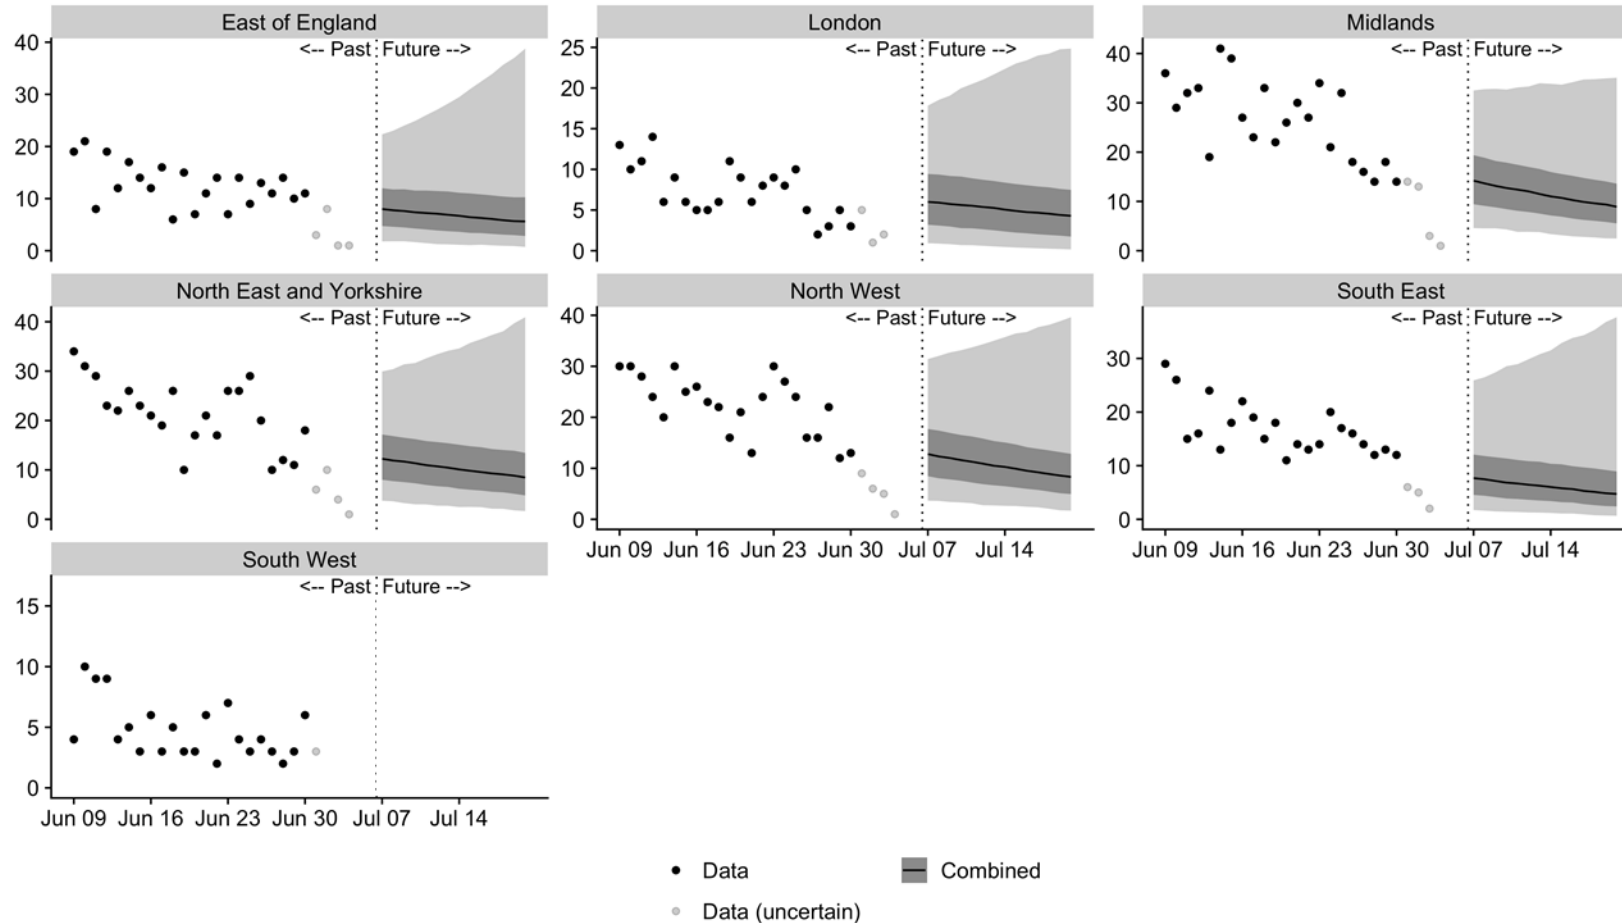 East of England
<-- Past Future -->
40
30
20
10
0
London
<-- Past Future -->
25
20
15
10
5
0
Midlands
<-- Past Future -->
40
30
20
10
0
North East and Yorkshire
<-- Past Future -->
40
30
20
10
0
North West
<-- Past Future -->
40
30
20
10
0
Jun 09 Jun 16 Jun 23 Jun 30 Jul 07 Jul 14
South East
<-- Past Future -->
30
20
10
0
Jun 09 Jun 16 Jun 23 Jun 30 Jul 07 Jul 14
South West
<-- Past Future -->
15
10
5
0
Jun 09 Jun 16 Jun 23 Jun 30 Jul 07 Jul 14
Data
Combined
Data (uncertain)